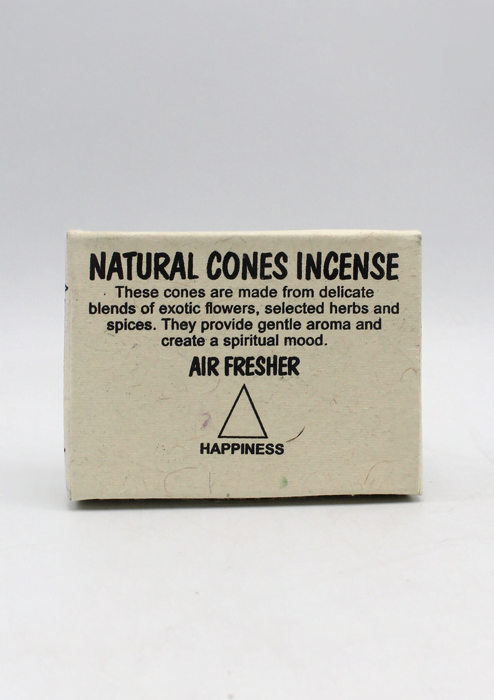 NATURAL CONES INCENSE
These cones are made from delicate
blends of exotic flowers, selected herbs and
spices. They provide gentle aroma and
create a spiritual mood.
AIR FRESHER
HAPPINESS